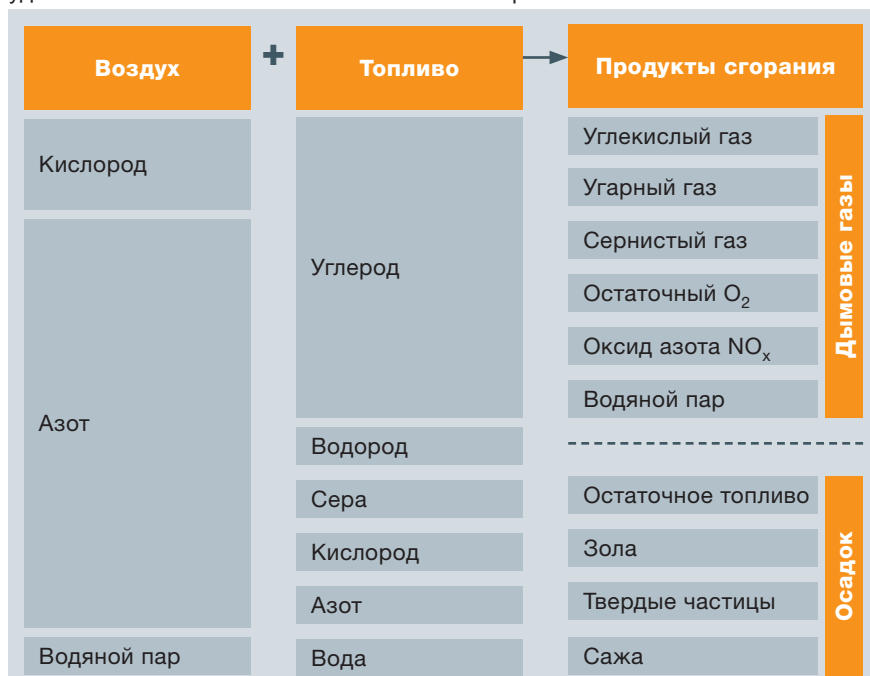 Воздух
+
Топливо
Продукты сгорания
Кислород
Азот
Водяной пар
Углерод
Водород
Сера
Кислород
Азот
Вода
Углекислый газ
Угарный газ
Сернистый газ
Остаточный O₂
Оксид азота NOₓ
Водяной пар
Дымовые газы
Остаточное топливо
Зола
Твердые частицы
Сажа
Осадок